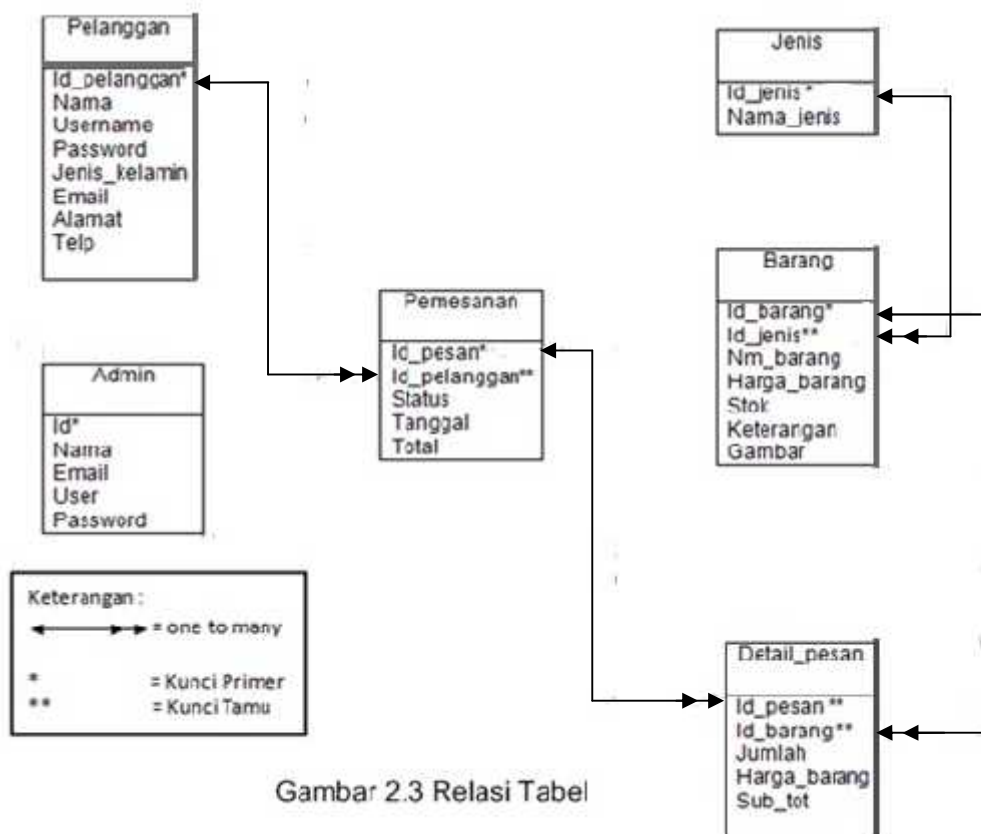 Pelanggan
Id_pelanggan*
Nama
Username
Password
Jenis_kelamin
Email
Alamat
Telp
Jenis
Id_jenis *
Nama_jenis
Pemesanan
Id_pesan*
Id_pelanggan**
Status
Tanggal
Total
Barang
Id_barang*
Id_jenis**
Nm_barang
Harga_barang
Stok
Keterangan
Gambar
Admin
Id*
Nama
Email
User
Password
Keterangan :
= one to many
* = Kunci Primer
** = Kunci Tamu
Detail_pesan
Id_pesan **
Id_barang**
Jumlah
Harga_barang
Sub_tot
Gambar 2.3 Relasi Tabel